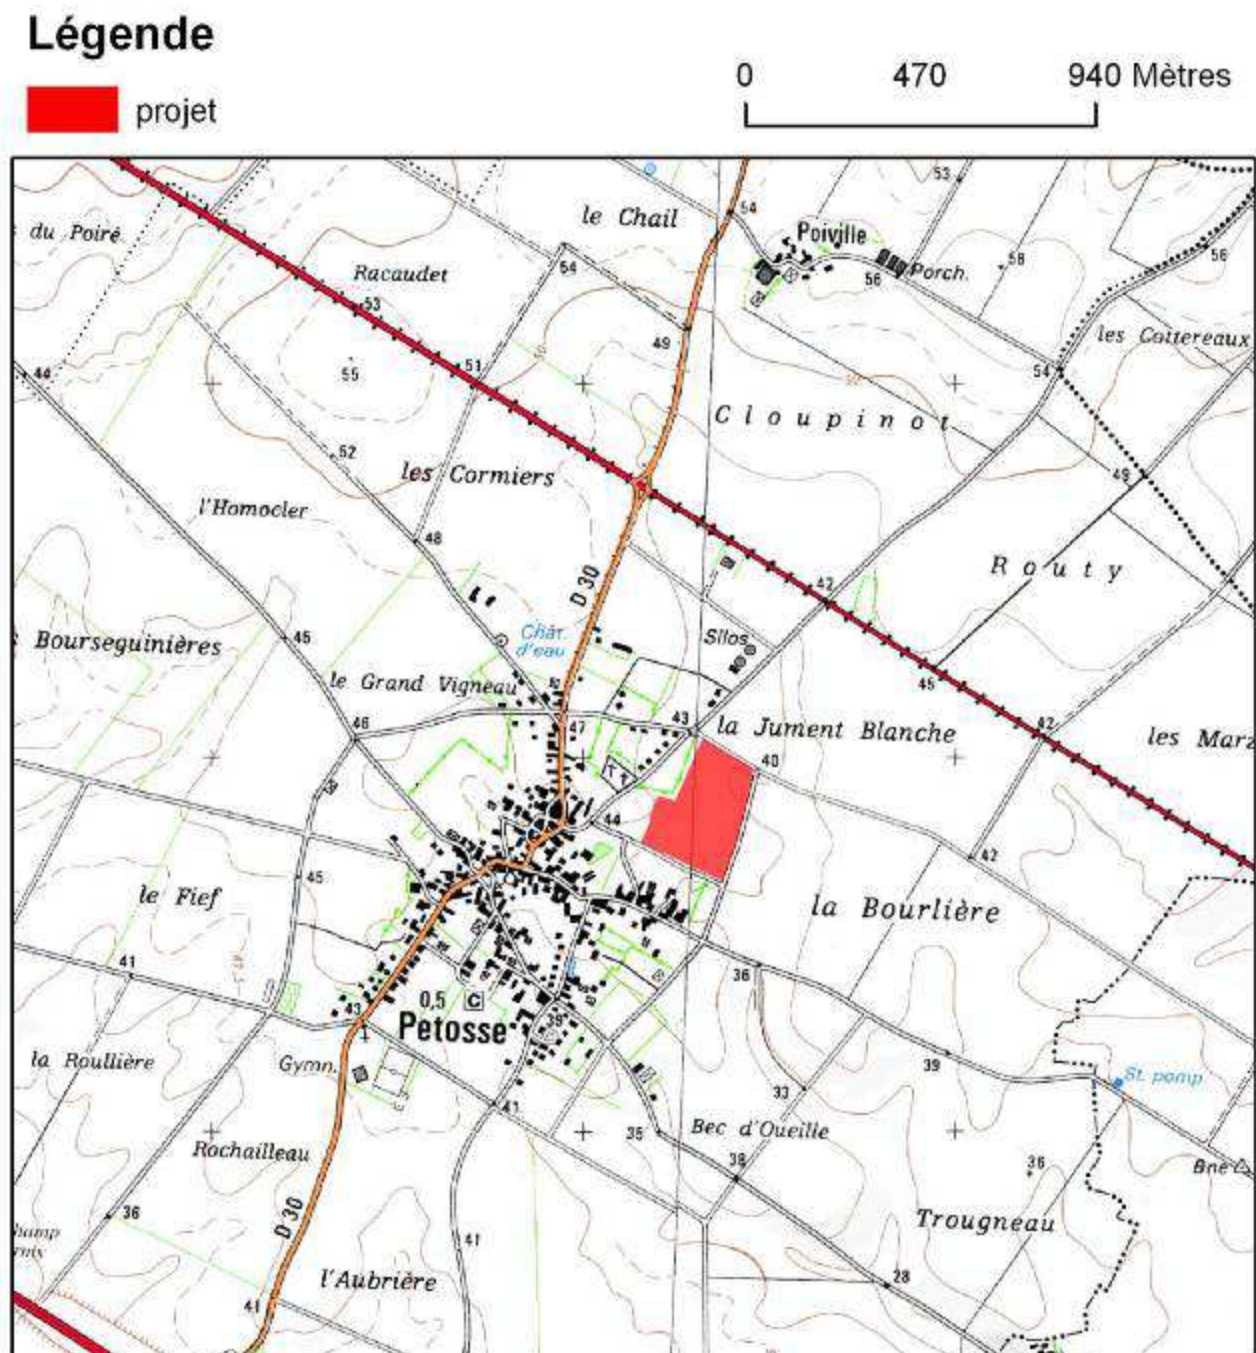 Légende
projet
0 470 940 Mètres
le Chail
54
53
Poiville
du Poiré
Racaudet
54
56
Porch.
58
56
53
49
les Cottereaux
44
55
51
54
50
Cloupinot
52
les Cormiers
49
l'Homocler
48
D 30
42
Routy
Bourseguinières
45
Chât.
d'eau
Silos
45
le Grand Vigneau
46
47
43
la Jument Blanche
42
40
44
42
le Fief
45
la Bourlière
41
36
0,5
C
43
Petosse
39
la Roullière
Gymn.
39
St. pomp.
33
41
35
Bec d'Oueille
Rochailleau
38
36
Bne
36
D 30
Trougneau
41
l'Aubrière
28
41